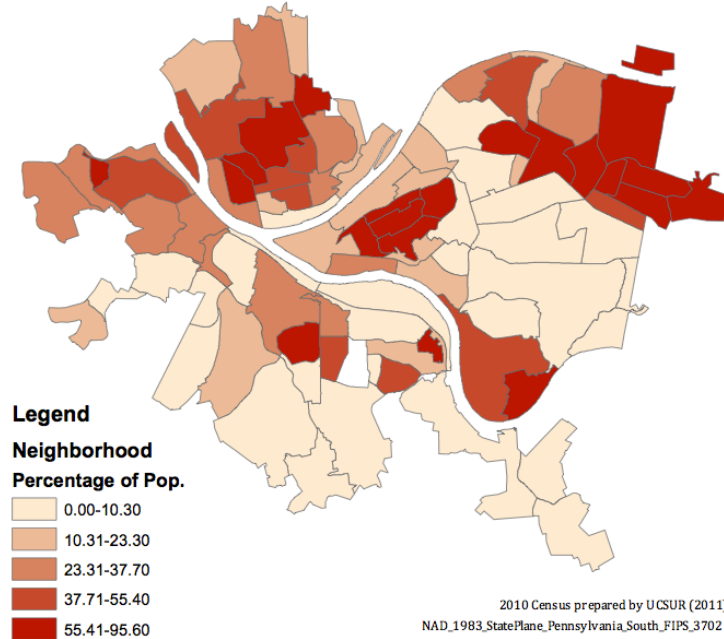 Legend
Neighborhood
Percentage of Pop.
0.00-10.30
10.31-23.30
23.31-37.70
37.71-55.40
55.41-95.60
2010 Census prepared by UCSUR (2011)
NAD_1983_StatePlane_Pennsylvania_South_FIPS_3702